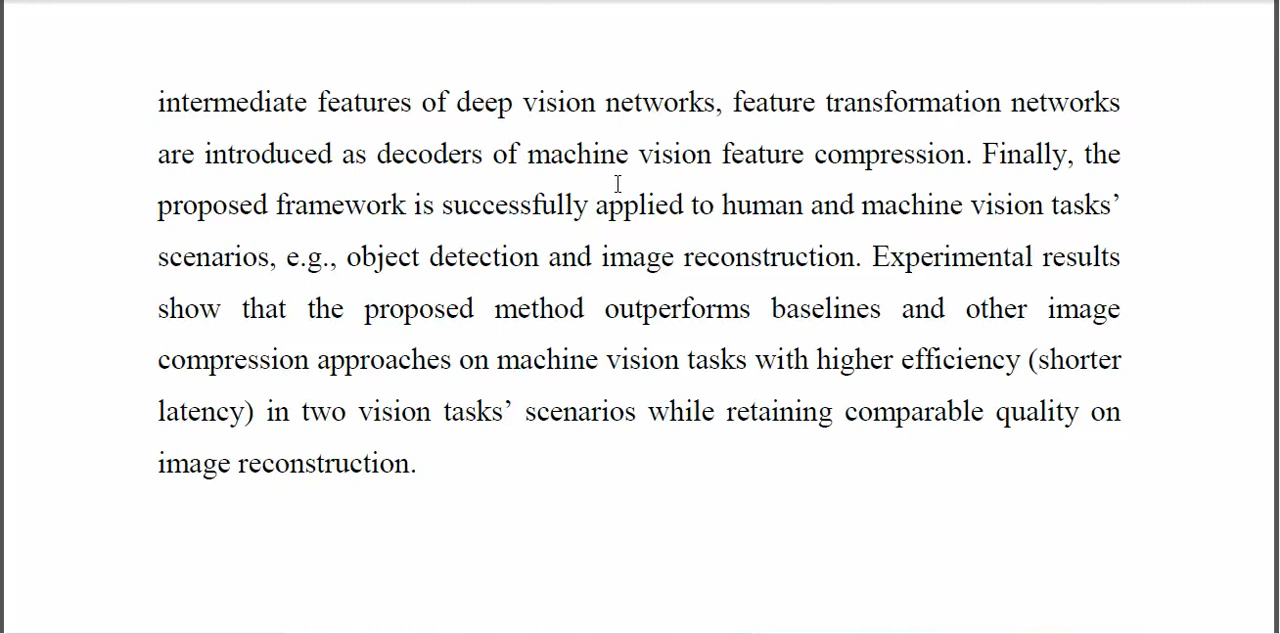 intermediate features of deep vision networks, feature transformation networks
are introduced as decoders of machine vision feature compression. Finally, the
proposed framework is successfully applied to human and machine vision tasks’
scenarios, e.g., object detection and image reconstruction. Experimental results
show that the proposed method outperforms baselines and other image
compression approaches on machine vision tasks with higher efficiency (shorter
latency) in two vision tasks’ scenarios while retaining comparable quality on
image reconstruction.